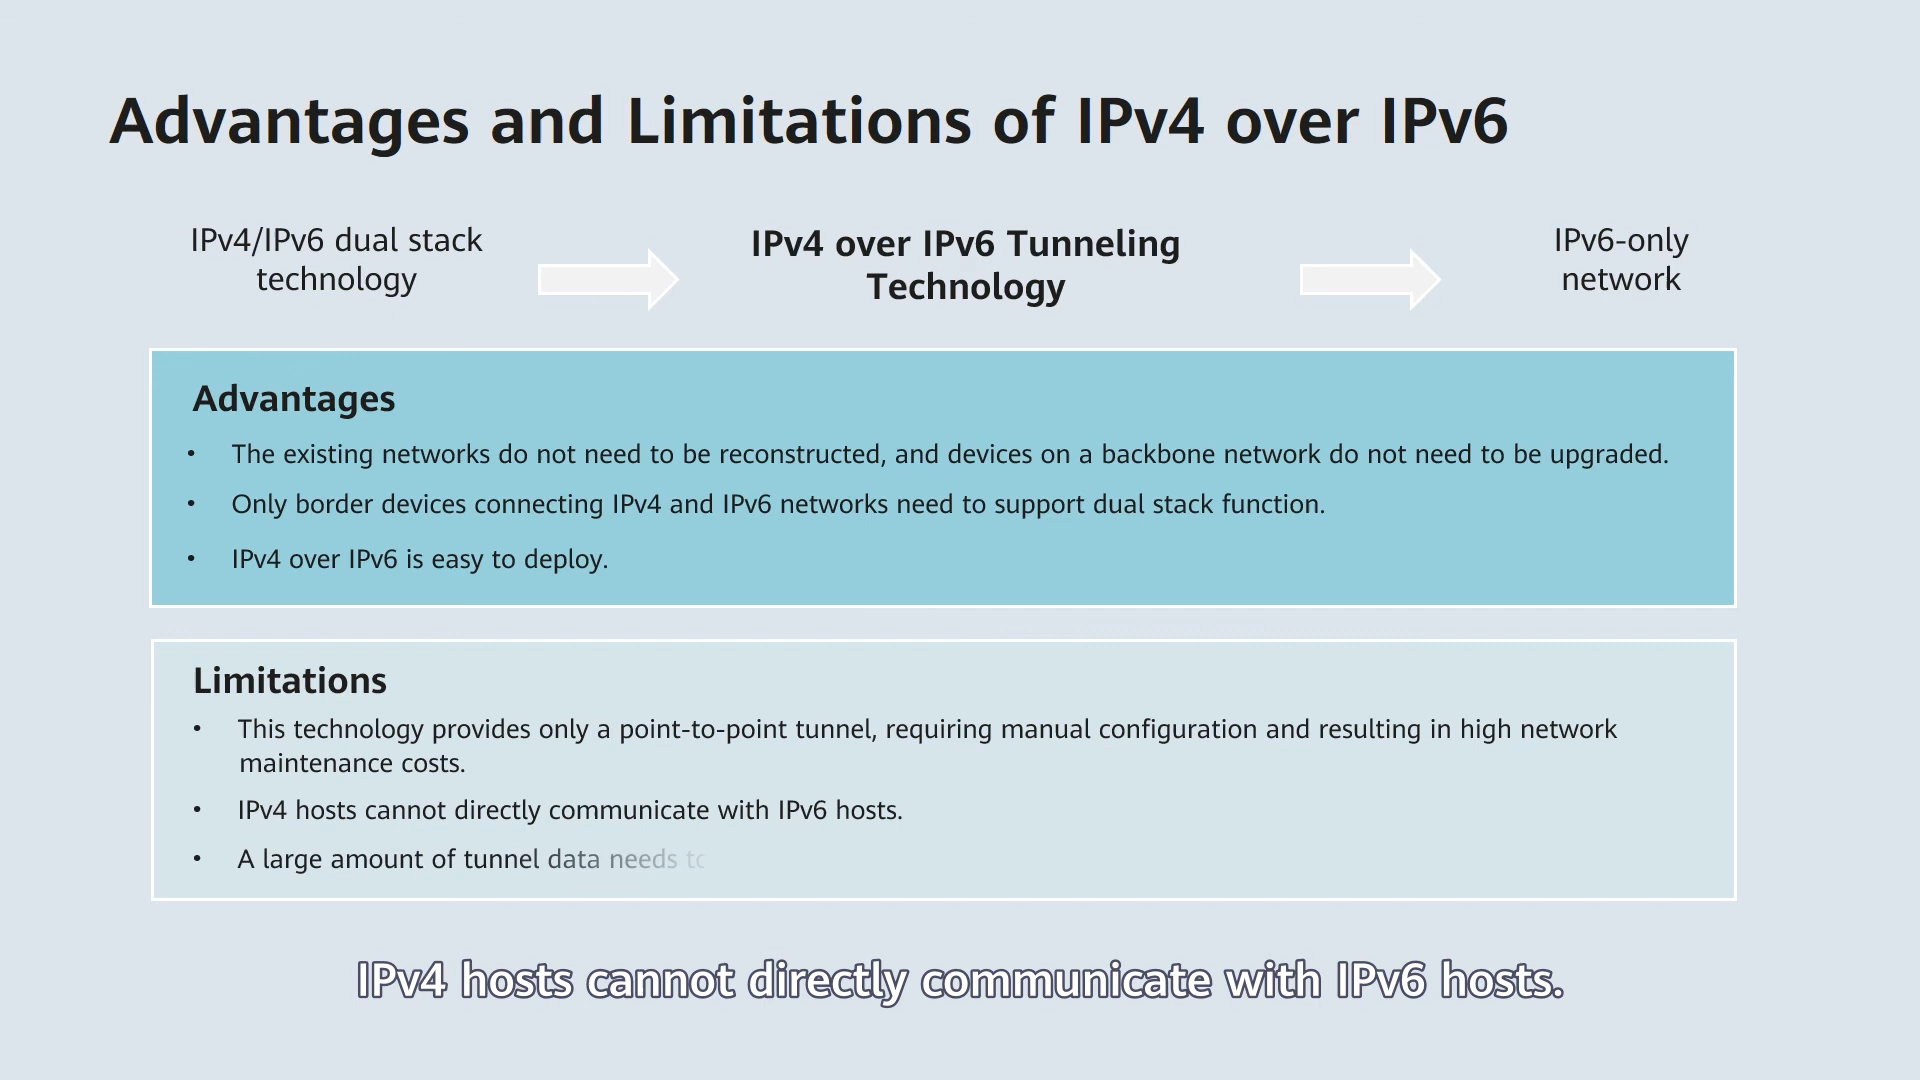 Advantages and Limitations of IPv4 over IPv6
IPv4/IPv6 dual stack
technology
IPv4 over IPv6 Tunneling
Technology
IPv6-only
network
Advantages
• The existing networks do not need to be reconstructed, and devices on a backbone network do not need to be upgraded.
• Only border devices connecting IPv4 and IPv6 networks need to support dual stack function.
• IPv4 over IPv6 is easy to deploy.
Limitations
• This technology provides only a point-to-point tunnel, requiring manual configuration and resulting in high network
maintenance costs.
• IPv4 hosts cannot directly communicate with IPv6 hosts.
• A large amount of tunnel data needs to
IPv4 hosts cannot directly communicate with IPv6 hosts.